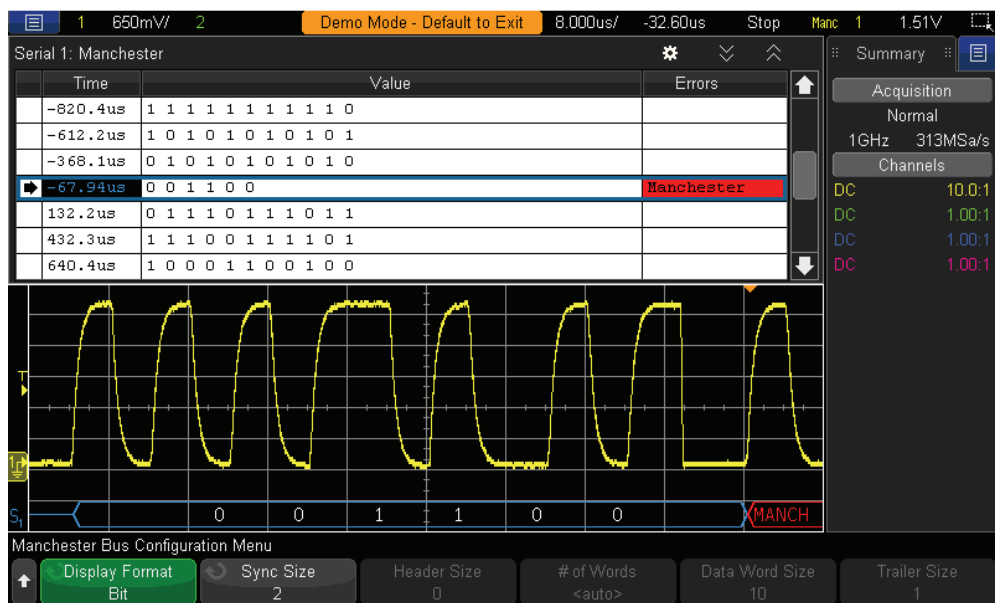 1 650mV/ 2 Demo Mode - Default to Exit 8.000us/ -32.60us Stop Manc 1 1.51V
Serial 1: Manchester
Time Value Errors
-820.4us 1 1 1 1 1 1 1 1 1 1 0
-612.2us 1 0 1 0 1 0 1 0 1 0 1
-368.1us 0 1 0 1 0 1 0 1 0 1 0
-67.94us 0 0 1 1 0 0 Manchester
132.2us 0 1 1 1 0 1 1 1 0 1 1
432.3us 1 1 1 0 0 1 1 1 1 0 1
640.4us 1 0 0 0 1 1 0 0 1 0 0
Summary
Acquisition
Normal
1GHz 313MSa/s
Channels
DC 10.0:1
DC 1.00:1
DC 1.00:1
DC 1.00:1
T
1
S1 0 0 1 1 0 0 MANCH
Manchester Bus Configuration Menu
Display Format Sync Size Header Size # of Words Data Word Size Trailer Size
Bit 2 0 <auto> 10 1